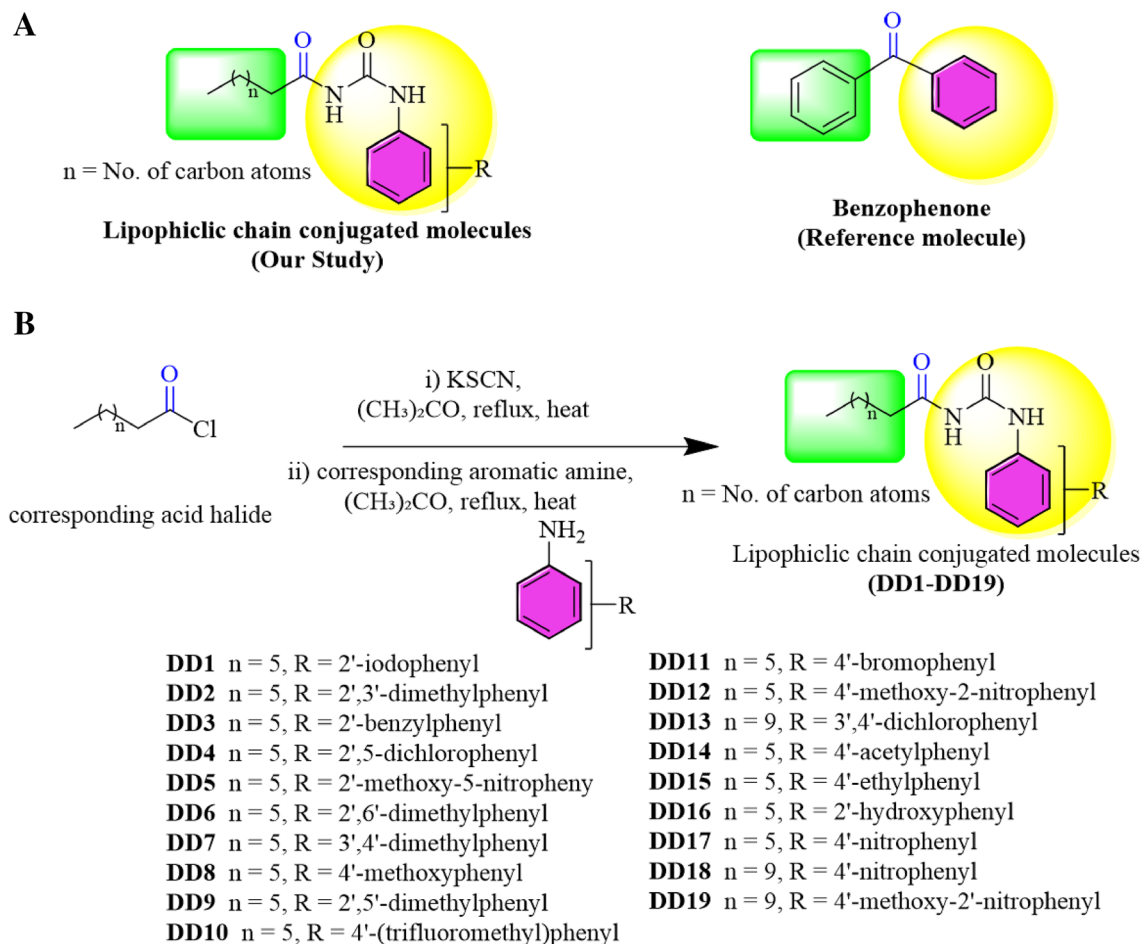 A
O
O
n
N
H
NH
R
n = No. of carbon atoms
Lipophiclic chain conjugated molecules
(Our Study)
O
Benzophenone
(Reference molecule)
B
O
n
Cl
corresponding acid halide
i) KSCN,
(CH₃)₂CO, reflux, heat
ii) corresponding aromatic amine,
(CH₃)₂CO, reflux, heat
NH₂
R
O
O
n
N
H
NH
R
n = No. of carbon atoms
Lipophiclic chain conjugated molecules
(DD1-DD19)
DD1 n = 5, R = 2'-iodophenyl
DD2 n = 5, R = 2',3'-dimethylphenyl
DD3 n = 5, R = 2'-benzylphenyl
DD4 n = 5, R = 2',5-dichlorophenyl
DD5 n = 5, R = 2'-methoxy-5-nitropheny
DD6 n = 5, R = 2',6'-dimethylphenyl
DD7 n = 5, R = 3',4'-dimethylphenyl
DD8 n = 5, R = 4'-methoxyphenyl
DD9 n = 5, R = 2',5'-dimethylphenyl
DD10 n = 5, R = 4'-(trifluoromethyl)phenyl
DD11 n = 5, R = 4'-bromophenyl
DD12 n = 5, R = 4'-methoxy-2-nitrophenyl
DD13 n = 9, R = 3',4'-dichlorophenyl
DD14 n = 5, R = 4'-acetylphenyl
DD15 n = 5, R = 4'-ethylphenyl
DD16 n = 5, R = 2'-hydroxyphenyl
DD17 n = 5, R = 4'-nitrophenyl
DD18 n = 9, R = 4'-nitrophenyl
DD19 n = 9, R = 4'-methoxy-2'-nitrophenyl